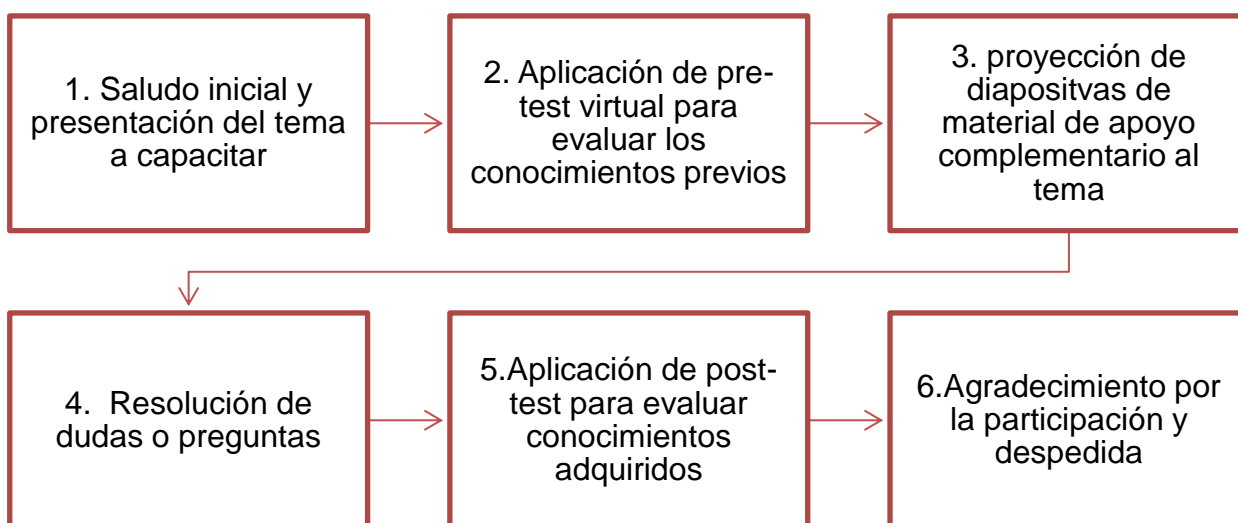 1. Saludo inicial y
presentación del tema
a capacitar
2. Aplicación de pre-
test virtual para
evaluar los
conocimientos previos
3. proyección de
diapositvas de
material de apoyo
complementario al
tema
4.  Resolución de
dudas o preguntas
5.Aplicación de post-
test para evaluar
conocimientos
adquiridos
6.Agradecimiento por
la participación y
despedida